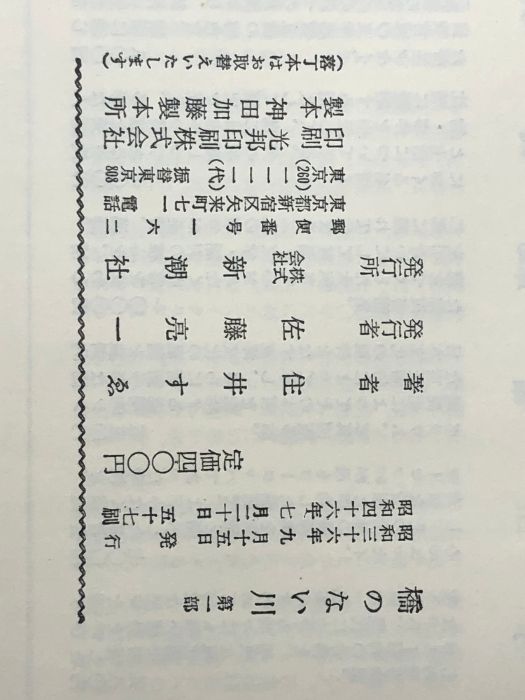 橋のない川 第一部
昭和三十六年九月十五日 発行
昭和四十六年七月二十日 五十七刷
定価四〇〇円
著者 住井すゑ
発行者 佐藤亮一
発行所 株式会社 新潮社
郵便番号 一六二
東京都新宿区矢来町七一 電話
東京(260)一一一一(代) 振替東京808
印刷 光邦印刷株式会社
製本 神田加藤製本所
(落丁本はお取替えいたします)